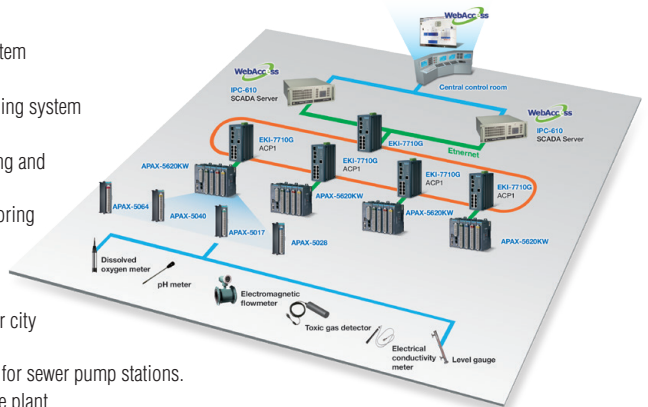 tem
ing system
ng and
oring
r city
for sewer pump stations.
e plant
WebAccess
WebAccess
IPC-610
SCADA Server
Central control room
WebAccess
IPC-610
SCADA Server
Ethernet
EKI-7710G
EKI-7710G
ACP1
EKI-7710G
ACP1
EKI-7710G
ACP1
EKI-7710G
ACP1
APAX-5620KW
APAX-5620KW
APAX-5620KW
APAX-5620KW
APAX-5064
APAX-5040
APAX-5017
APAX-5028
Dissolved
oxygen meter
pH meter
Electromagnetic
flowmeter
Toxic gas detector
Electrical
conductivity
meter
Level gauge